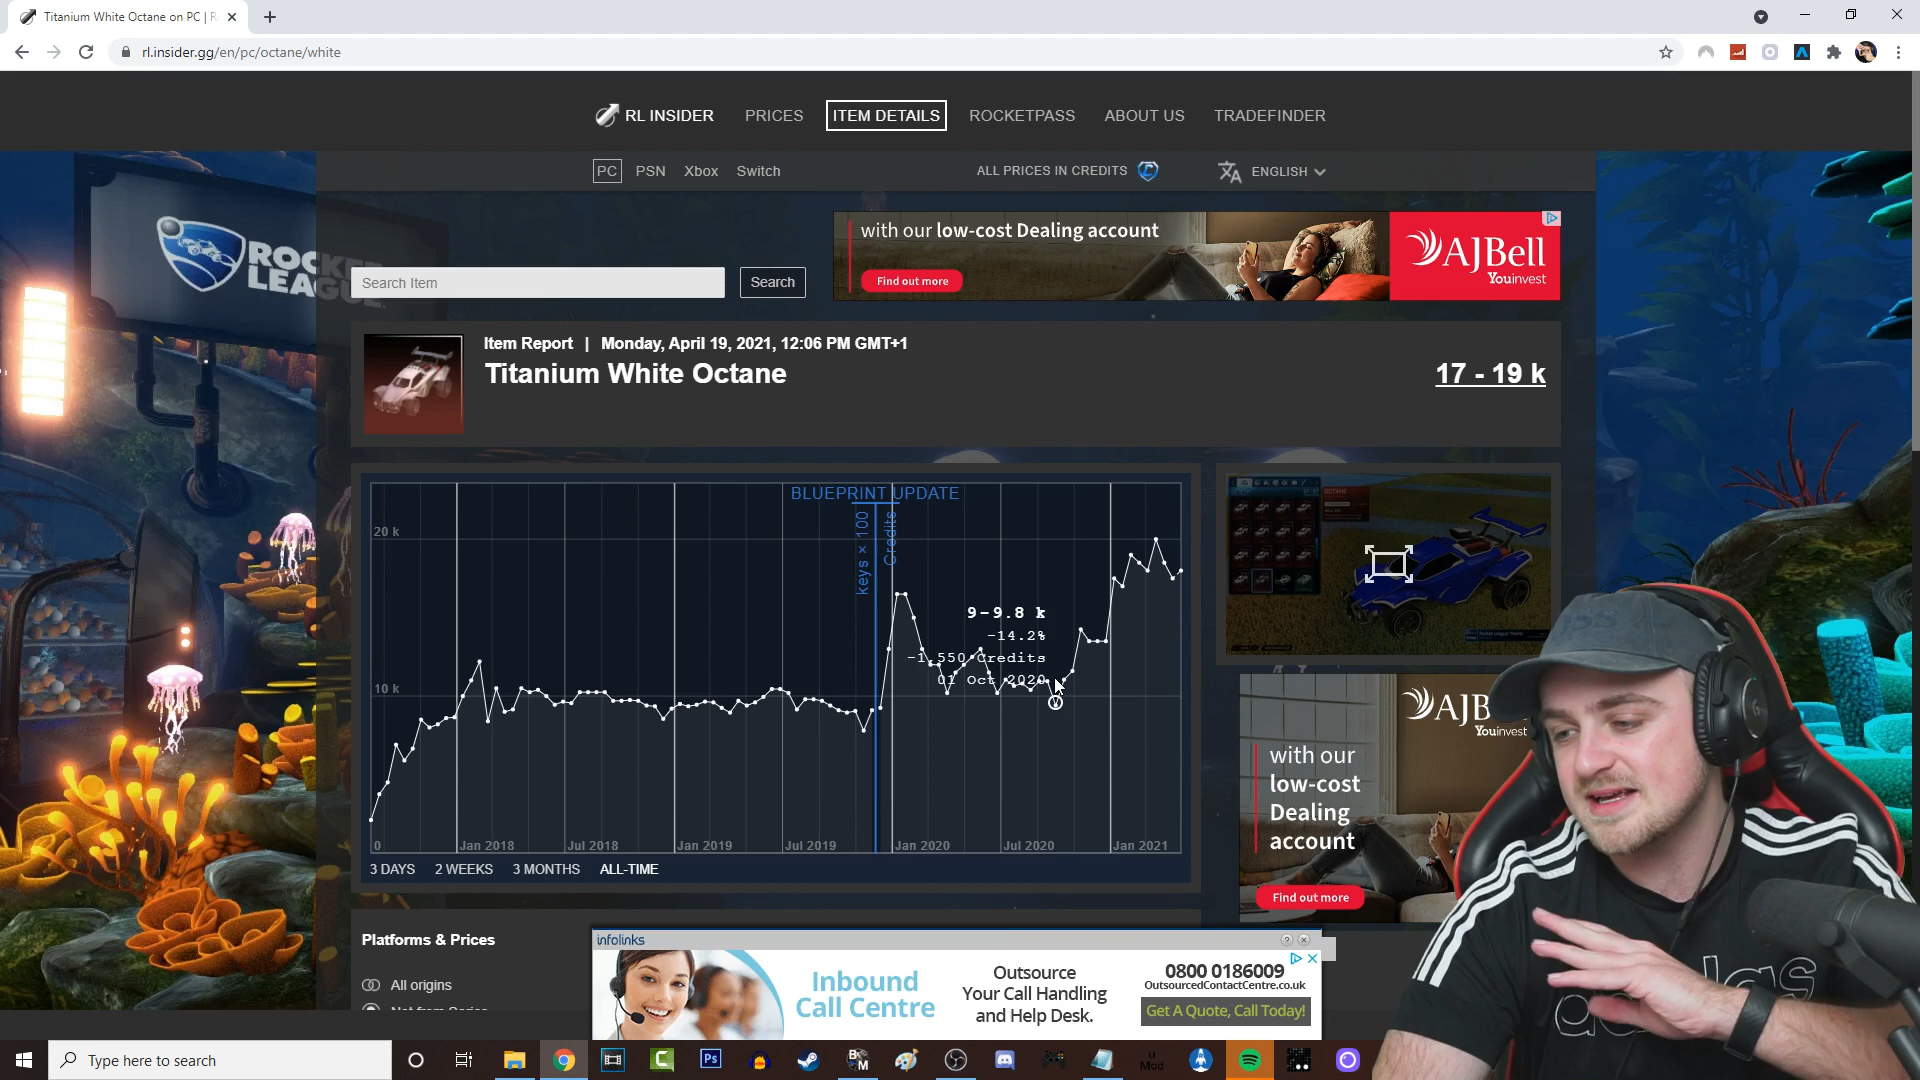 Titanium White Octane on PC | R
rl.insider.gg/en/pc/octane/white
RL INSIDER
PRICES
ITEM DETAILS
ROCKETPASS
ABOUT US
TRADEFINDER
PC
PSN
Xbox
Switch
ALL PRICES IN CREDITS
ENGLISH
ROCKET
LEAGUE
with our low-cost Dealing account
Find out more
AJBell
Youinvest
Search Item
Search
Item Report | Monday, April 19, 2021, 12:06 PM GMT+1
Titanium White Octane
17 - 19 k
BLUEPRINT UPDATE
keys × 100
Credits
20 k
10 k
0
9-9.8 k
-14.2%
-1,550 Credits
01 Oct 2020
Jan 2018
Jul 2018
Jan 2019
Jul 2019
Jan 2020
Jul 2020
Jan 2021
3 DAYS
2 WEEKS
3 MONTHS
ALL-TIME
OCTANE
AJB
Youinvest
with our
low-cost
Dealing
account
Find out more
Platforms & Prices
All origins
infolinks
Inbound
Call Centre
Outsource
Your Call Handling
and Help Desk.
0800 0186009
OutsourcedContactCentre.co.uk
Get A Quote, Call Today!
Type here to search